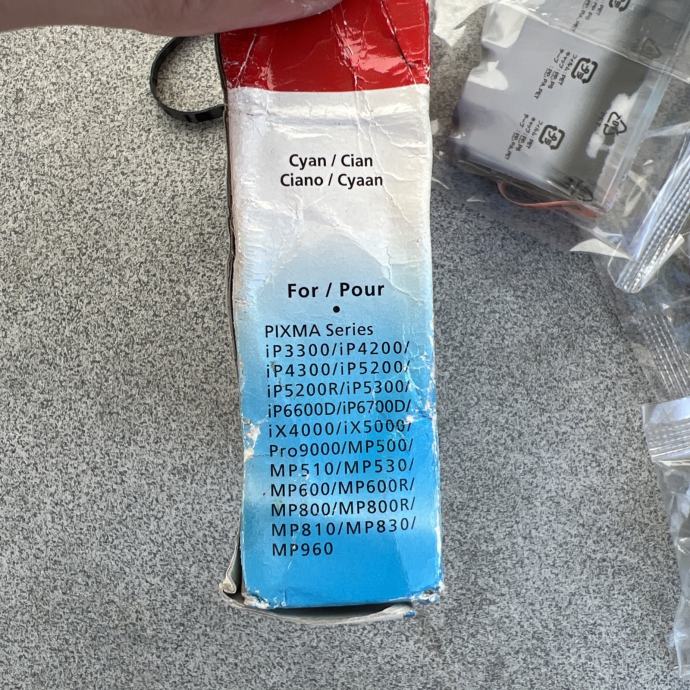 Cyan / Cian
Ciano / Cyaan
For / Pour
•
PIXMA Series
iP3300/iP4200/
iP4300/iP5200/
iP5200R/iP5300/
iP6600D/iP6700D/
iX4000/iX5000/
Pro9000/MP500/
MP510/MP530/
MP600/MP600R/
MP800/MP800R/
MP810/MP830/
MP960